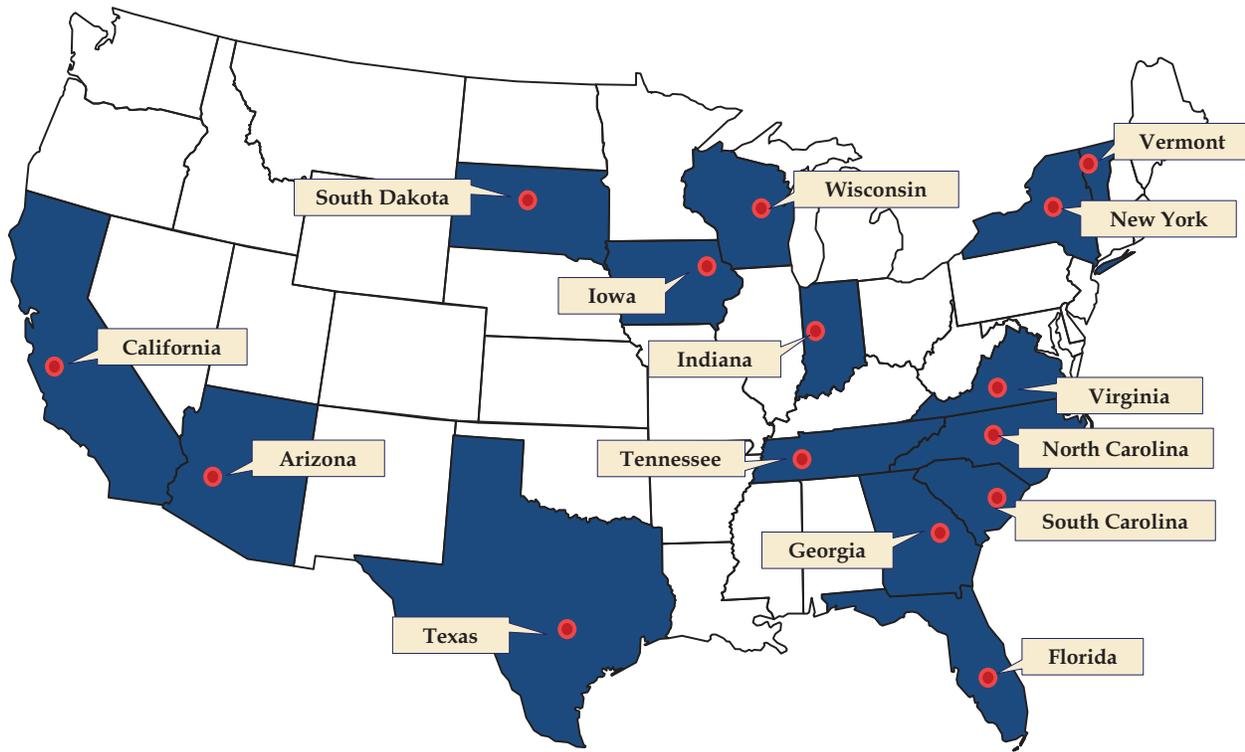 Vermont
South Dakota
Wisconsin
New York
Iowa
California
Indiana
Virginia
North Carolina
2
Tennessee
Arizona
South Carolina
Georgia
Texas
Florida